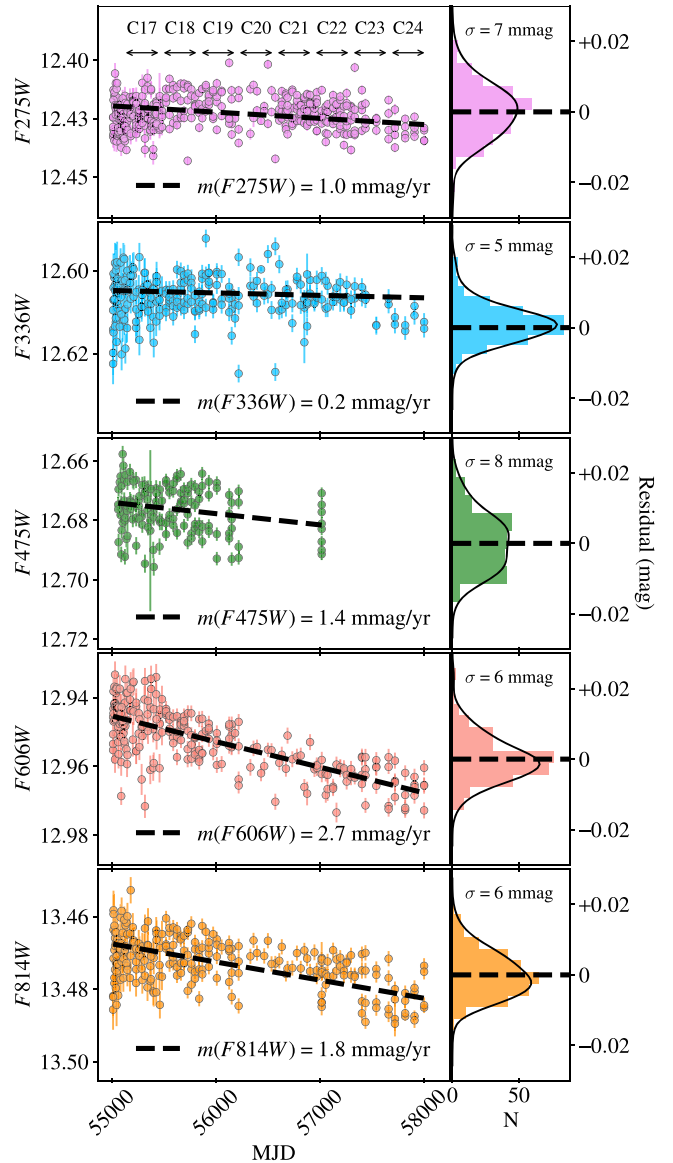 C17 C18 C19 C20 C21 C22 C23 C24
σ = 7 mmag
+0.02
0
−0.02
12.40
12.43
12.45
F275W
m(F275W) = 1.0 mmag/yr
σ = 5 mmag
+0.02
0
−0.02
12.60
12.62
F336W
m(F336W) = 0.2 mmag/yr
σ = 8 mmag
+0.02
0
−0.02
12.66
12.68
12.70
12.72
F475W
m(F475W) = 1.4 mmag/yr
Residual (mag)
σ = 6 mmag
+0.02
0
−0.02
12.94
12.96
12.98
F606W
m(F606W) = 2.7 mmag/yr
σ = 6 mmag
+0.02
0
−0.02
13.46
13.48
13.50
F814W
m(F814W) = 1.8 mmag/yr
55000 56000 57000 58000
MJD
0 50
N